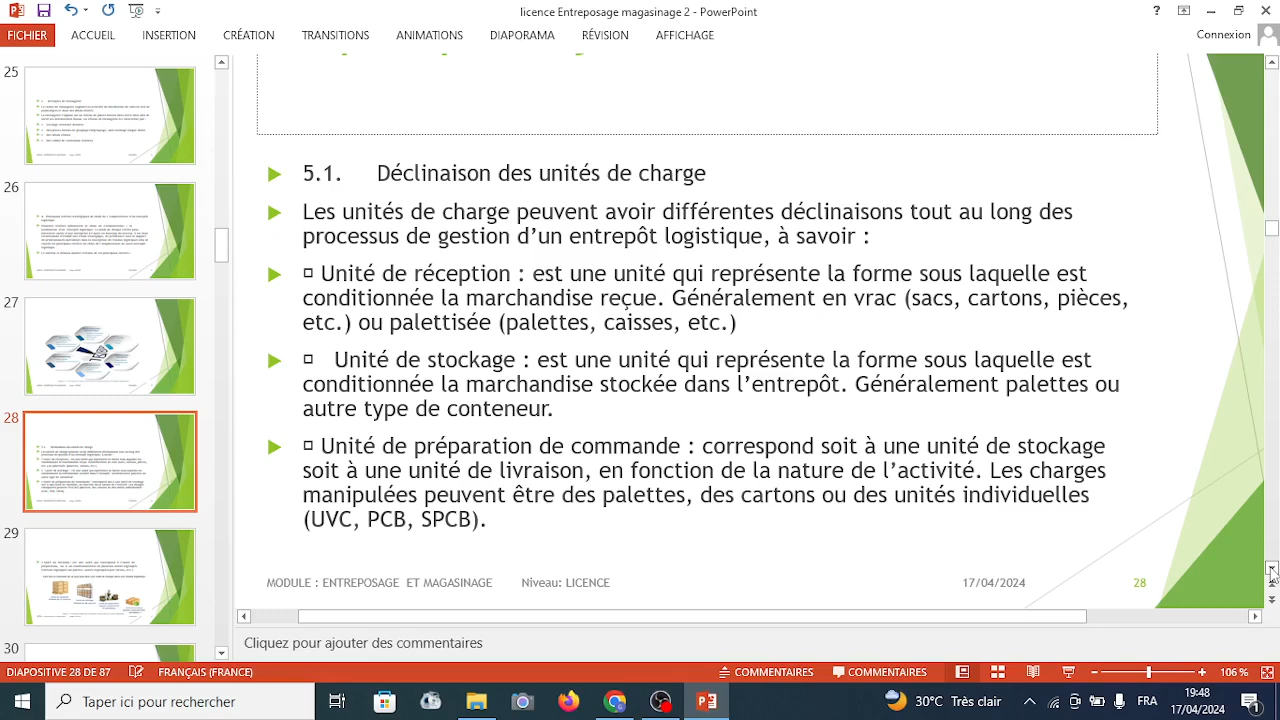 licence Entreposage magasinage 2 - PowerPoint
FICHIER ACCUEIL INSERTION CRÉATION TRANSITIONS ANIMATIONS DIAPORAMA RÉVISION AFFICHAGE Connexion
25
26
27
28
29
30
5.1. Déclinaison des unités de charge
Les unités de charge peuvent avoir différentes déclinaisons tout au long des
processus de gestion d'un entrepôt logistique, à savoir :
Unité de réception : est une unité qui représente la forme sous laquelle est
conditionnée la marchandise reçue. Généralement en vrac (sacs, cartons, pièces,
etc.) ou palettisée (palettes, caisses, etc.)
Unité de stockage : est une unité qui représente la forme sous laquelle est
conditionnée la marchandise stockée dans l’entrepôt. Généralement palettes ou
autre type de conteneur.
Unité de préparation de commande : correspond soit à une unité de stockage
soit à une unité de livraison, en fonction de la nature de l’activité. Les charges
manipulées peuvent être des palettes, des cartons ou des unités individuelles
(UVC, PCB, SPCB).
MODULE : ENTREPOSAGE ET MAGASINAGE Niveau: LICENCE 17/04/2024 28
Cliquez pour ajouter des commentaires
DIAPOSITIVE 28 DE 87 FRANÇAIS (FRANCE) COMMENTAIRES COMMENTAIRES 106 %
Taper ici pour rechercher 30°C Très clair 19:48
17/04/2024